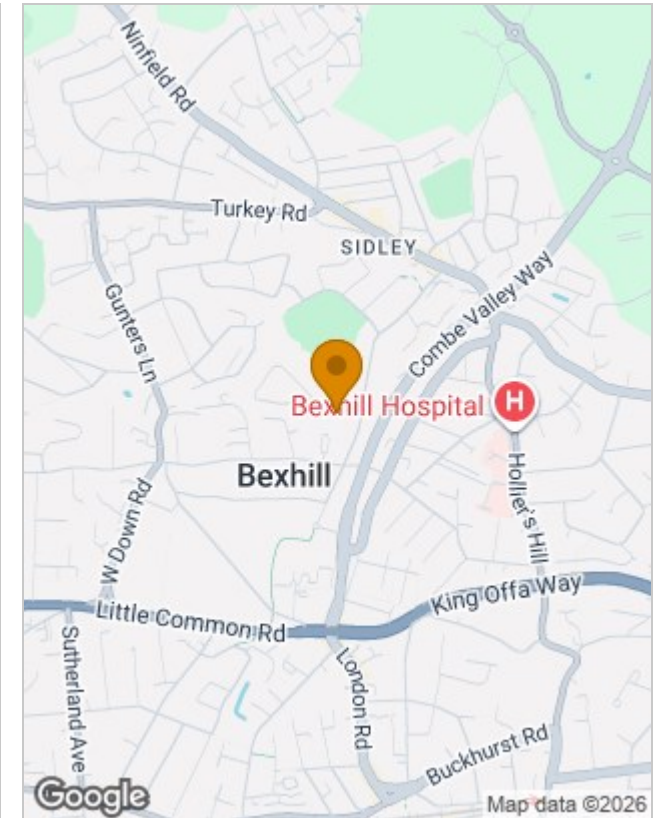 Ninfield Rd
Turkey Rd
SIDLEY
Combe Valley Way
Gunters Ln
Bexhill Hospital
H
Bexhill
Hollier's Hill
W Down Rd
King Offa Way
Little Common Rd
Sutherland Ave
London Rd
Buckhurst Rd
Google
Map data ©2026